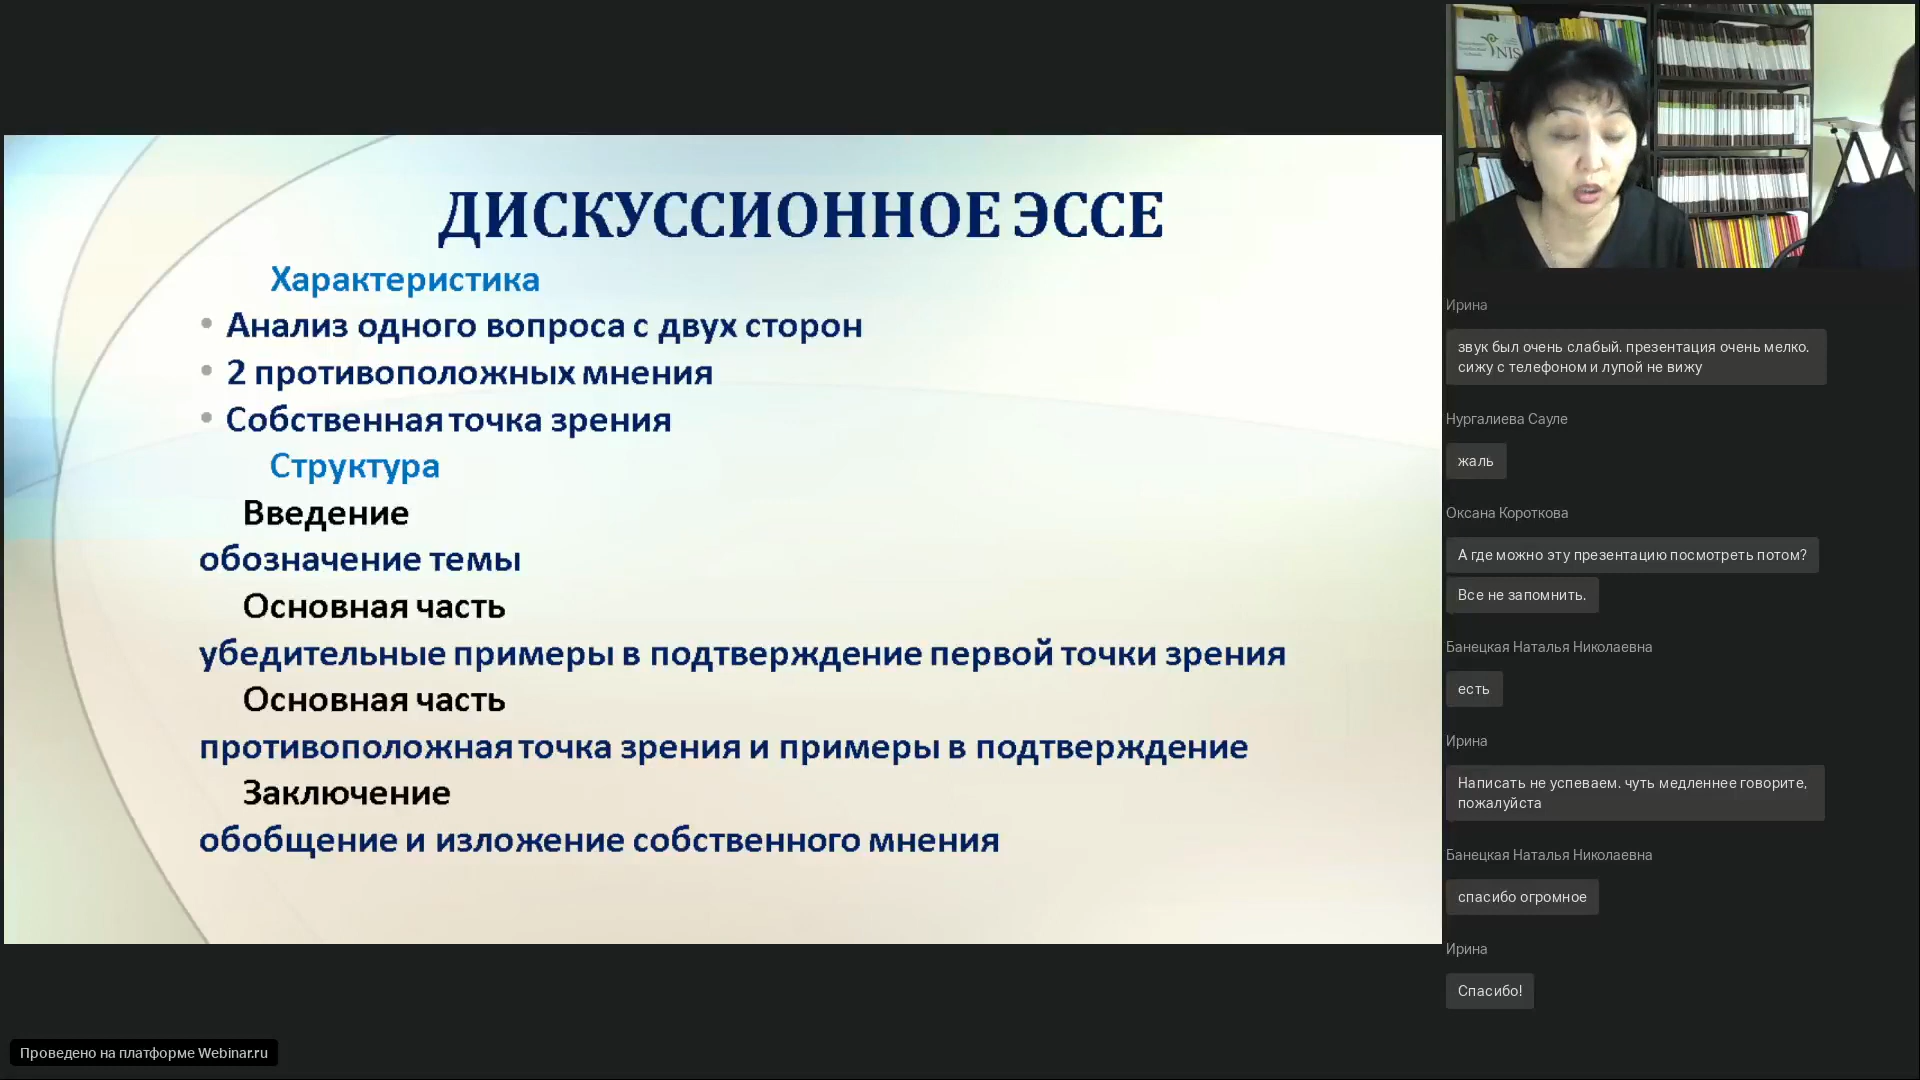 ДИСКУССИОННОЕ ЭССЕ
Характеристика
• Анализ одного вопроса с двух сторон
• 2 противоположных мнения
• Собственная точка зрения
Структура
Введение
обозначение темы
Основная часть
убедительные примеры в подтверждение первой точки зрения
Основная часть
противоположная точка зрения и примеры в подтверждение
Заключение
обобщение и изложение собственного мнения
Проведено на платформе Webinar.ru
NIS
Ирина
звук был очень слабый. презентация очень мелко.
сижу с телефоном и лупой не вижу
Нургалиева Сауле
жаль
Оксана Короткова
А где можно эту презентацию посмотреть потом?
Все не запомнить.
Банецкая Наталья Николаевна
есть
Ирина
Написать не успеваем. чуть медленнее говорите,
пожалуйста
Банецкая Наталья Николаевна
спасибо огромное
Ирина
Спасибо!